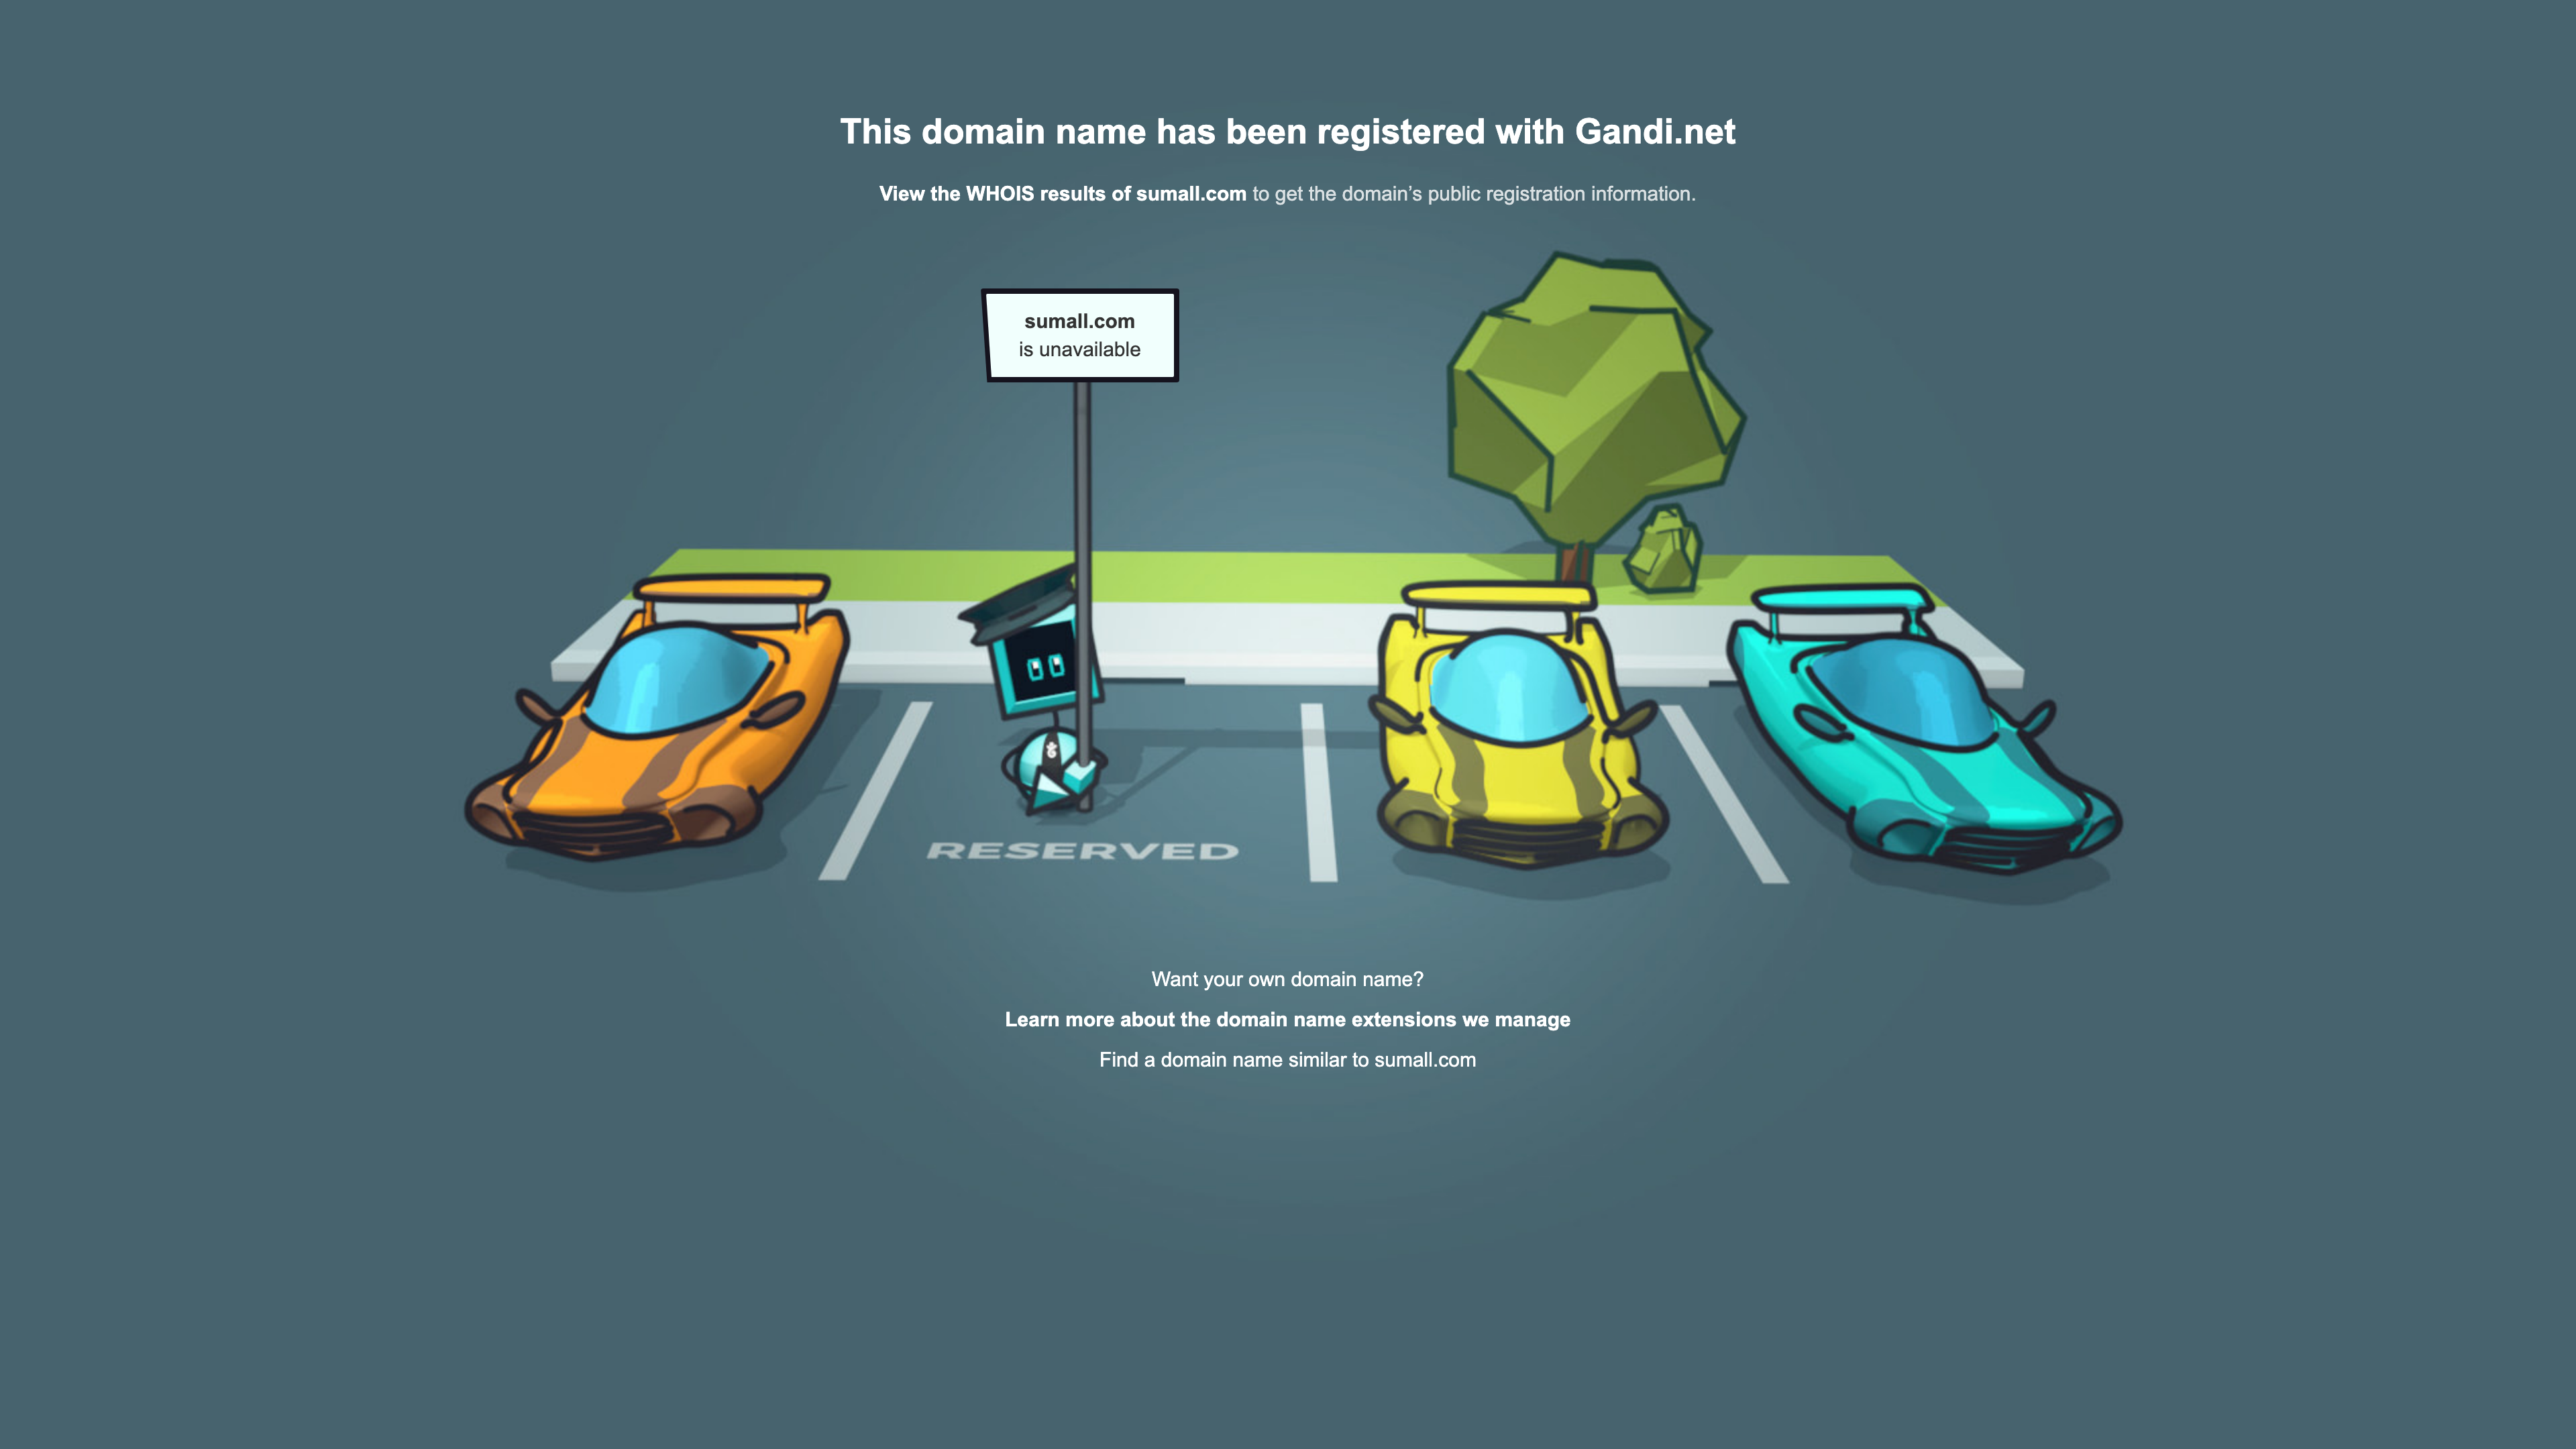 This domain name has been registered with Gandi.net
View the WHOIS results of sumall.com to get the domain’s public registration information.
sumall.com
is unavailable
RESERVED
Want your own domain name?
Learn more about the domain name extensions we manage
Find a domain name similar to sumall.com